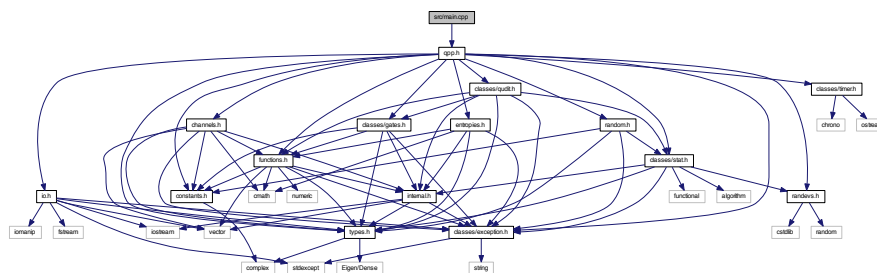 src/main.cpp
qpp.h
classes/qudit.h
classes/timer.h
channels.h
classes/gates.h
entropies.h
random.h
chrono
ostream
functions.h
classes/stat.h
io.h
constants.h
cmath
numeric
internal.h
functional
algorithm
randevs.h
iomanip
fstream
iostream
vector
types.h
classes/exception.h
cstdlib
random
complex
stdexcept
Eigen/Dense
string